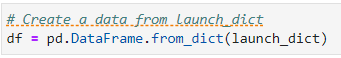 # Create a data from launch_dict
df = pd.DataFrame.from_dict(launch_dict)